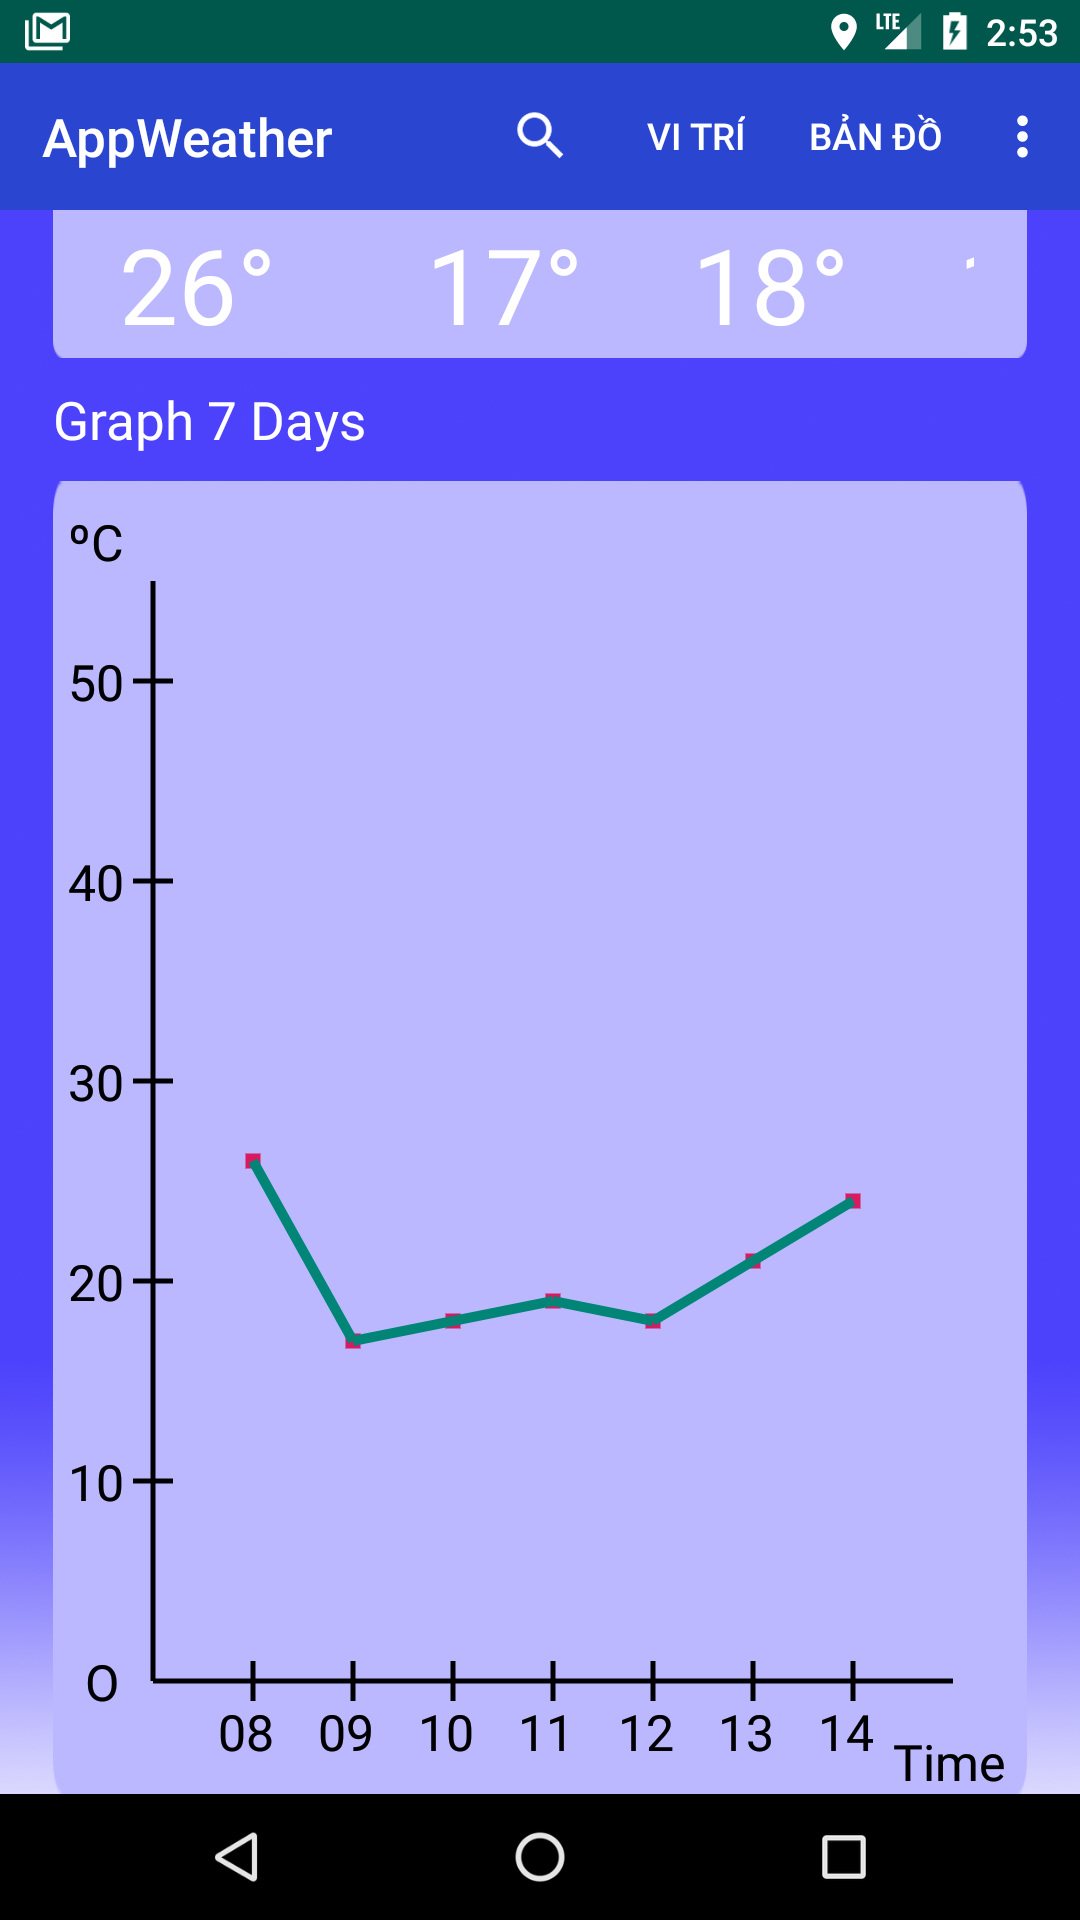 LTE 2:53
AppWeather VI TRÍ BẢN ĐỒ
26° 17° 18°
Graph 7 Days
ºC
50
40
30
20
10
O
08 09 10 11 12 13 14
Time